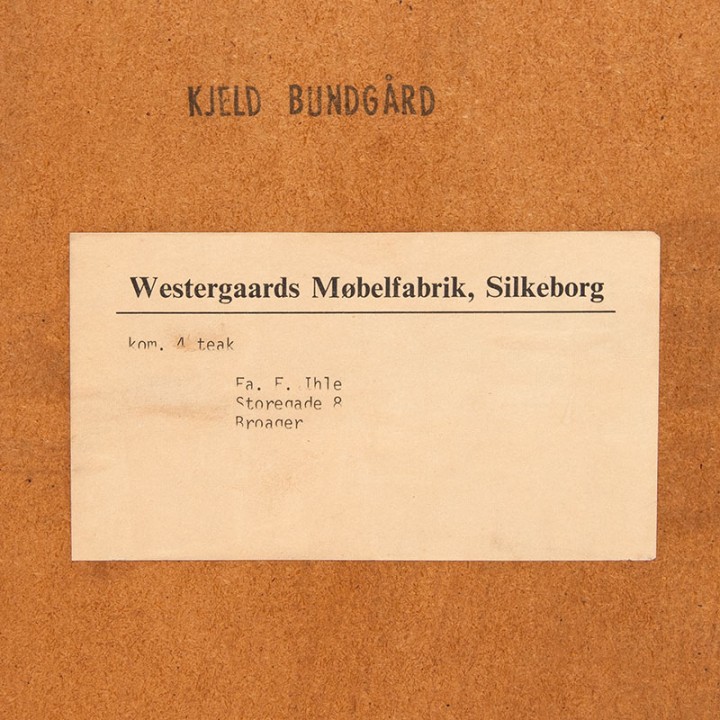 KJELD BUNDGÅRD
Westergaards Møbelfabrik, Silkeborg
kom. 4 teak
Fa. E. Ihle
Storegade 8
Broager